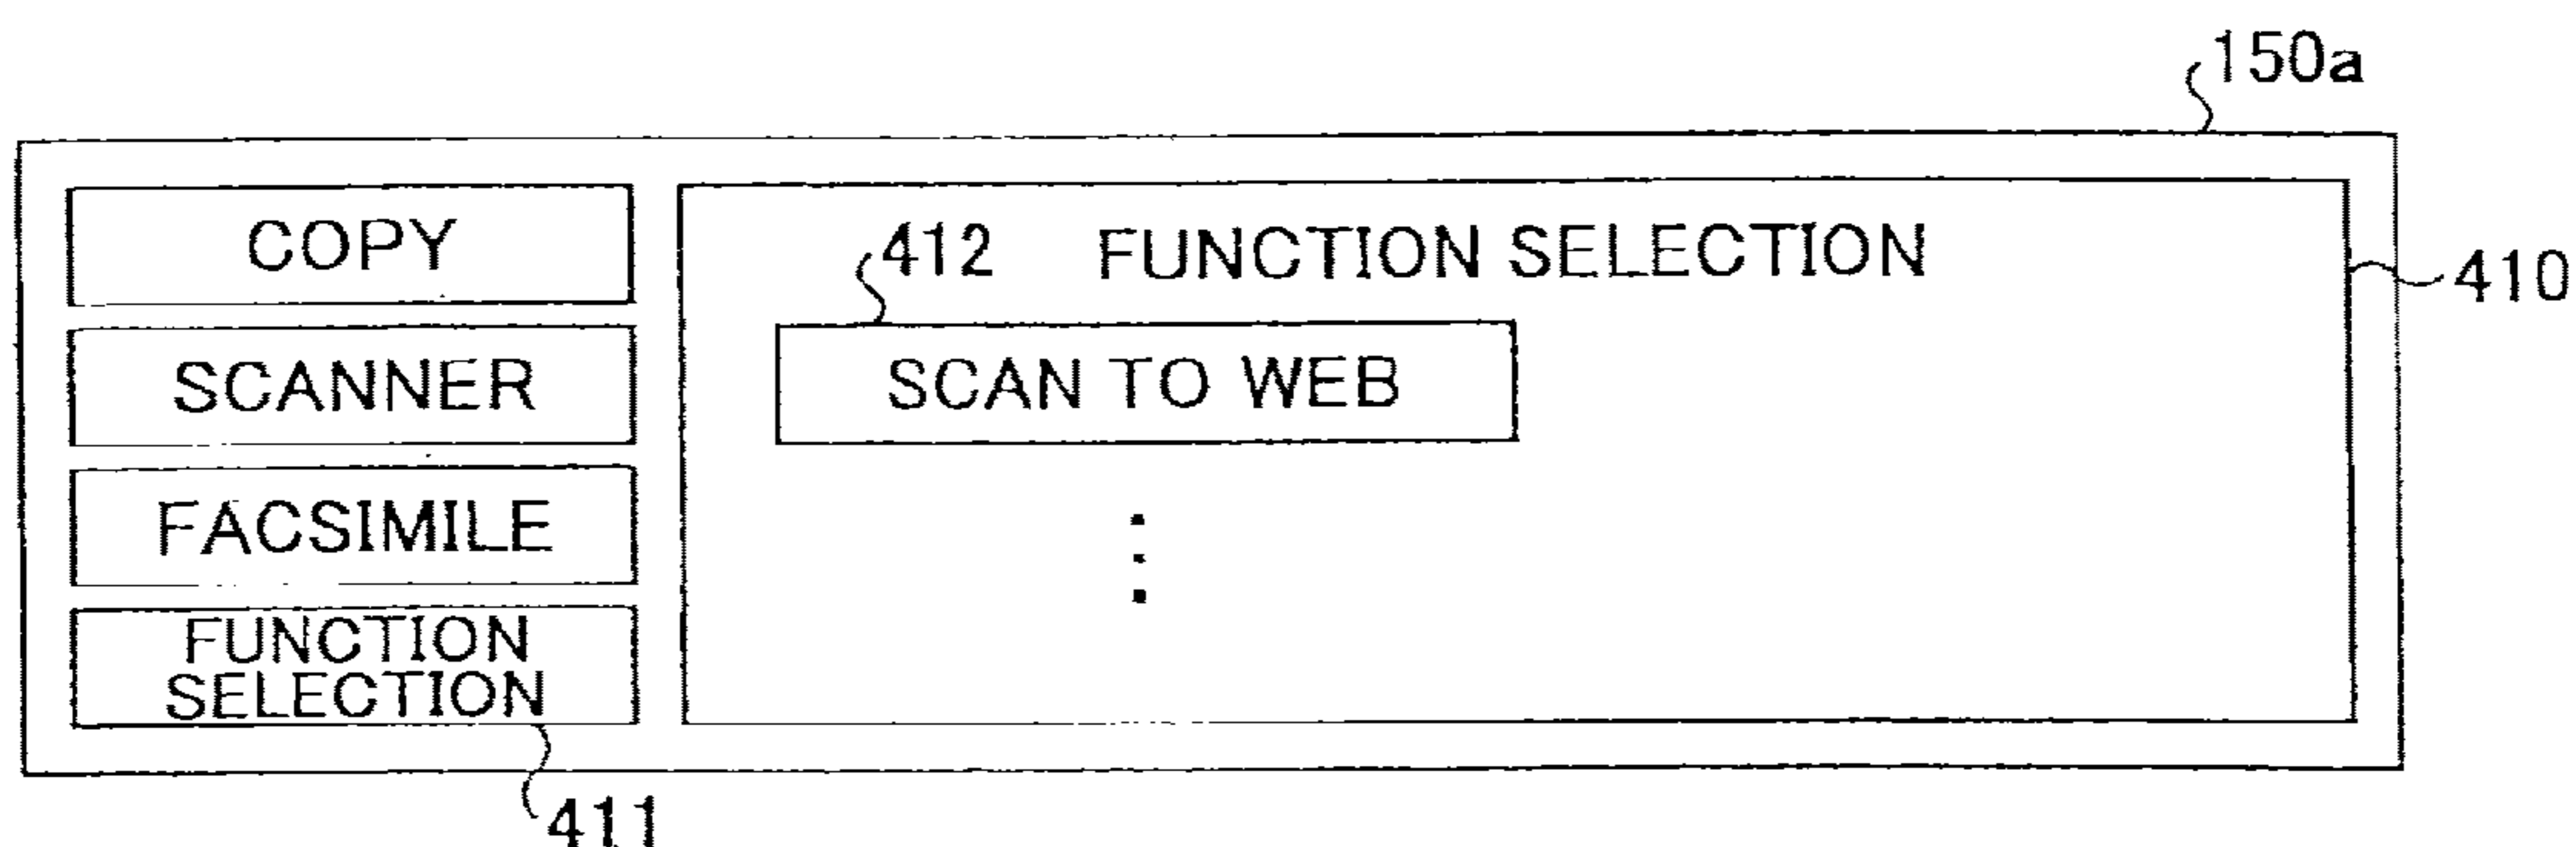 150a
COPY
SCANNER
FACSIMILE
FUNCTION
SELECTION
411
412
FUNCTION SELECTION
410
SCAN TO WEB